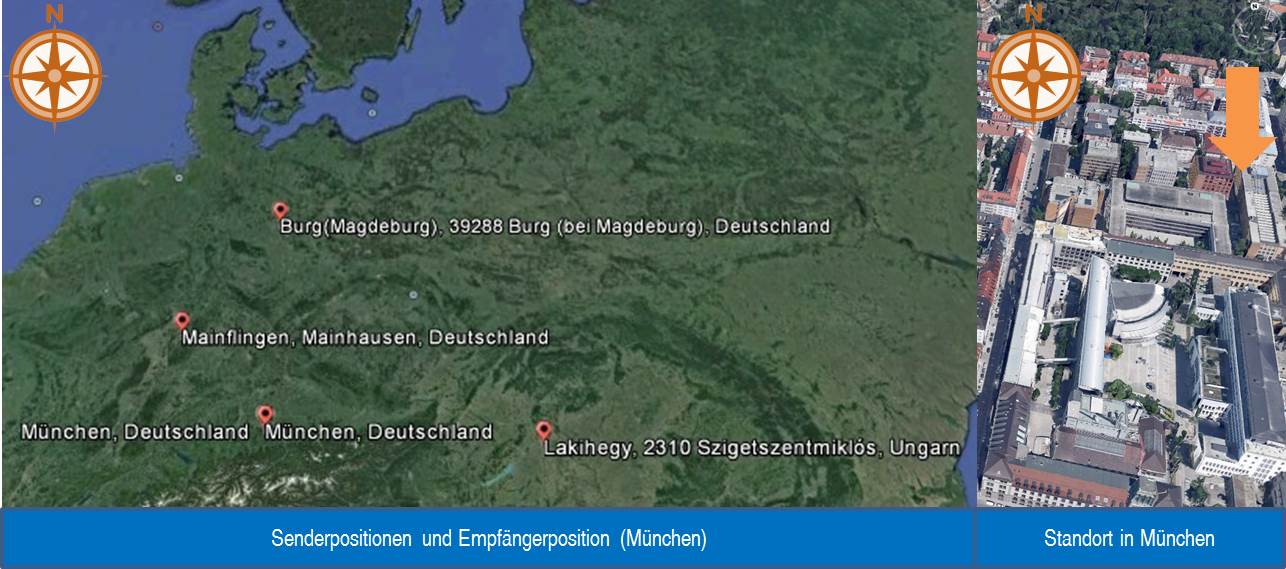 N
N
Burg(Magdeburg), 39288 Burg (bei Magdeburg), Deutschland
Mainflingen, Mainhausen, Deutschland
München, Deutschland
München, Deutschland
Lakihegy, 2310 Szigetszentmiklós, Ungarn
Senderpositionen und Empfängerposition (München)
Standort in München